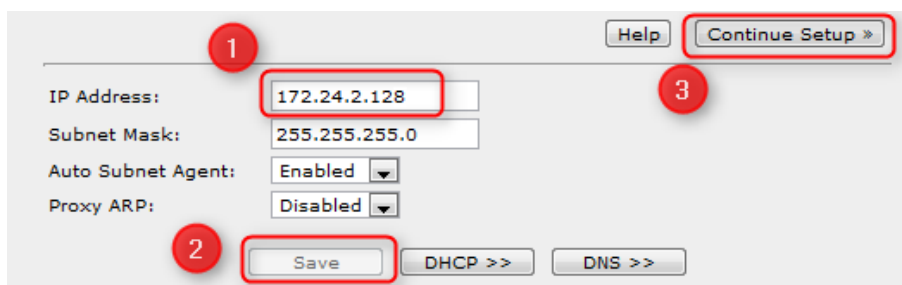 Help Continue Setup »
1
3
IP Address: 172.24.2.128
Subnet Mask: 255.255.255.0
Auto Subnet Agent: Enabled
Proxy ARP: Disabled
2
Save DHCP >> DNS >>